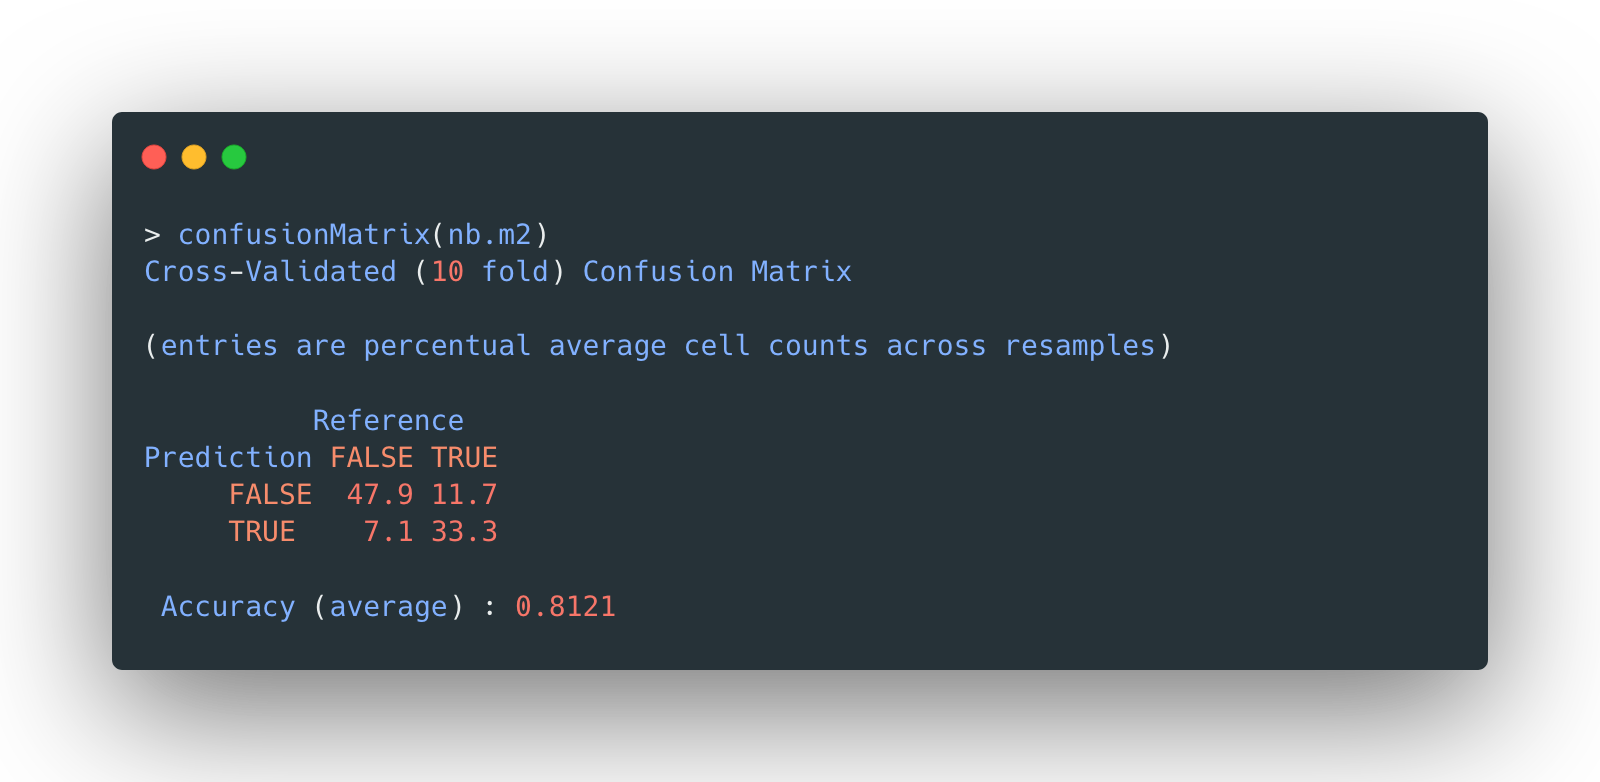 > confusionMatrix(nb.m2)
Cross-Validated (10 fold) Confusion Matrix
(entries are percentual average cell counts across resamples)
Reference
Prediction FALSE TRUE
FALSE 47.9 11.7
TRUE 7.1 33.3
Accuracy (average) : 0.8121